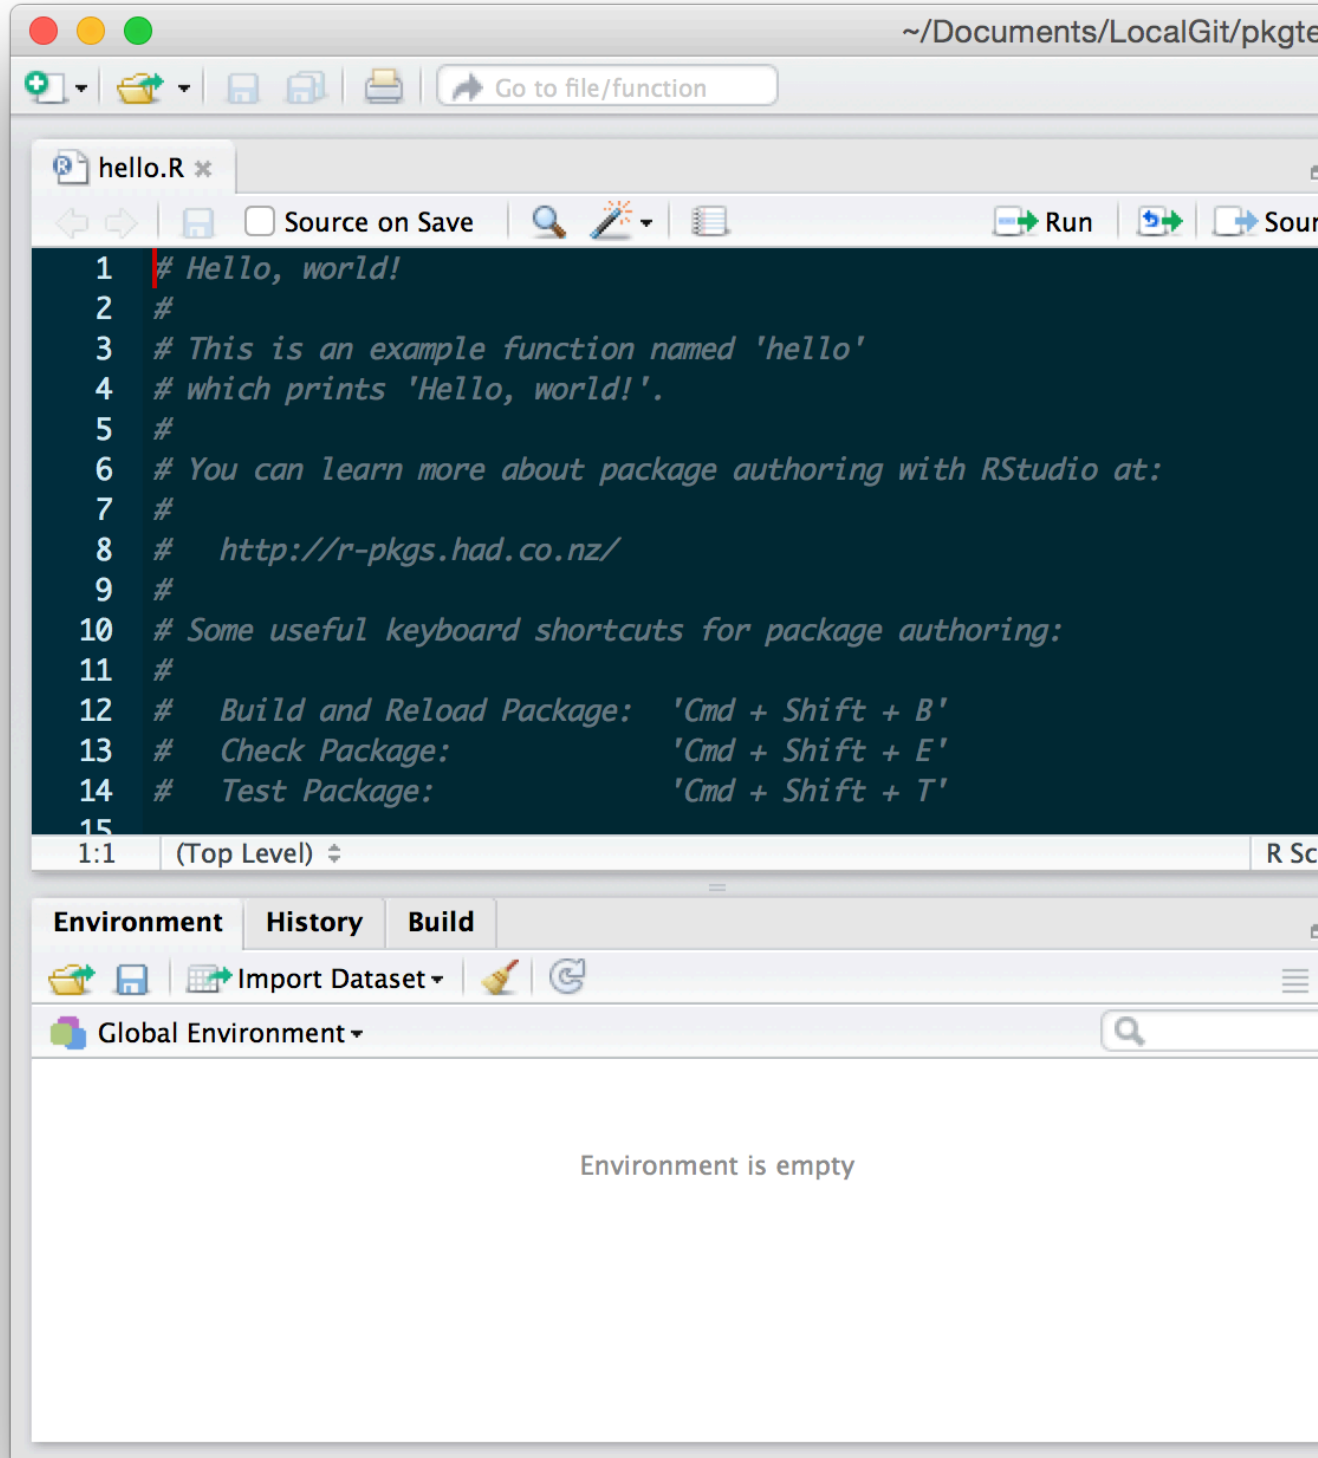 ~/Documents/LocalGit/pkgte
Go to file/function
hello.R
Source on Save
Run
Sour
1 # Hello, world!
2 #
3 # This is an example function named 'hello'
4 # which prints 'Hello, world!'.
5 #
6 # You can learn more about package authoring with RStudio at:
7 #
8 #   http://r-pkgs.had.co.nz/
9 #
10 # Some useful keyboard shortcuts for package authoring:
11 #
12 #   Build and Reload Package:  'Cmd + Shift + B'
13 #   Check Package:             'Cmd + Shift + E'
14 #   Test Package:              'Cmd + Shift + T'
15
1:1 (Top Level) R Sc
Environment History Build
Import Dataset
Global Environment
Environment is empty